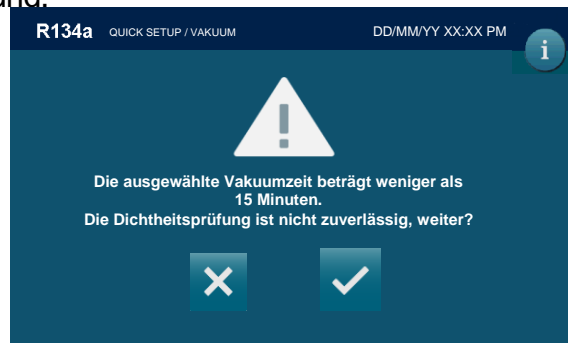 R134a QUICK SETUP / VAKUUM DD/MM/YY XX:XX PM
i
Die ausgewählte Vakuumzeit beträgt weniger als
15 Minuten.
Die Dichtheitsprüfung ist nicht zuverlässig, weiter?